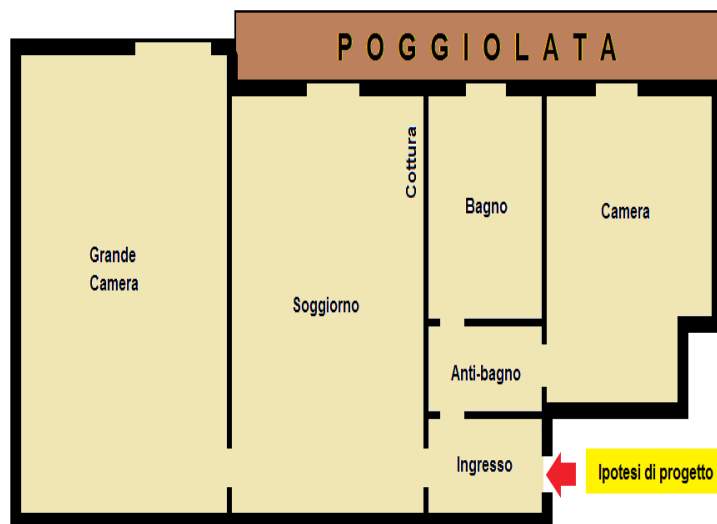 POGGIOLATA
Cottura
Bagno
Camera
Grande
Camera
Soggiorno
Anti-bagno
Ingresso
Ipotesi di progetto